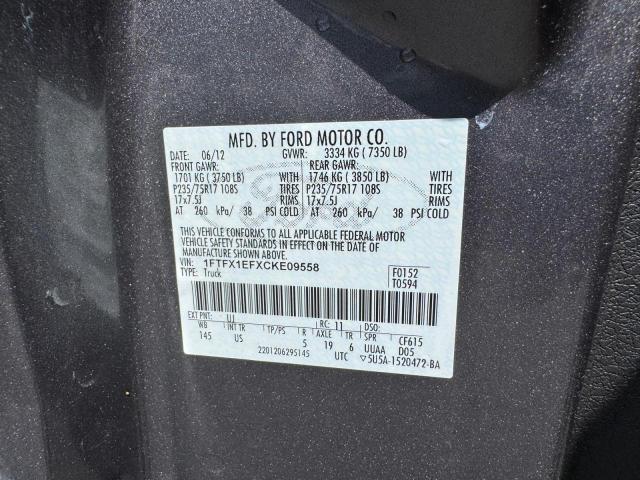 MFD. BY FORD MOTOR CO.
DATE: 06/12 GVWR: 3334 KG ( 7350 LB)
FRONT GAWR: REAR GAWR:
1701 KG ( 3750 LB) WITH 1746 KG ( 3850 LB) WITH
P235/75R17 108S TIRES P235/75R17 108S TIRES
17x7.5J RIMS 17x7.5J RIMS
AT 260 kPa/ 38 PSI COLD AT 260 kPa/ 38 PSI COLD
THIS VEHICLE CONFORMS TO ALL APPLICABLE FEDERAL MOTOR
VEHICLE SAFETY STANDARDS IN EFFECT ON THE DATE OF
MANUFACTURE SHOWN ABOVE.
VIN: 1FTFX1EFXCKE09558
TYPE: Truck
F0152
T0594
EXT PNT: UJ RC: 11 DSO:
WB INT TR TP/PS R AXLE TR SPR CF615
145 US 5 19 6 UUAA D05
2201206295145 UTC ▽5U5A-1520472-BA
Ford